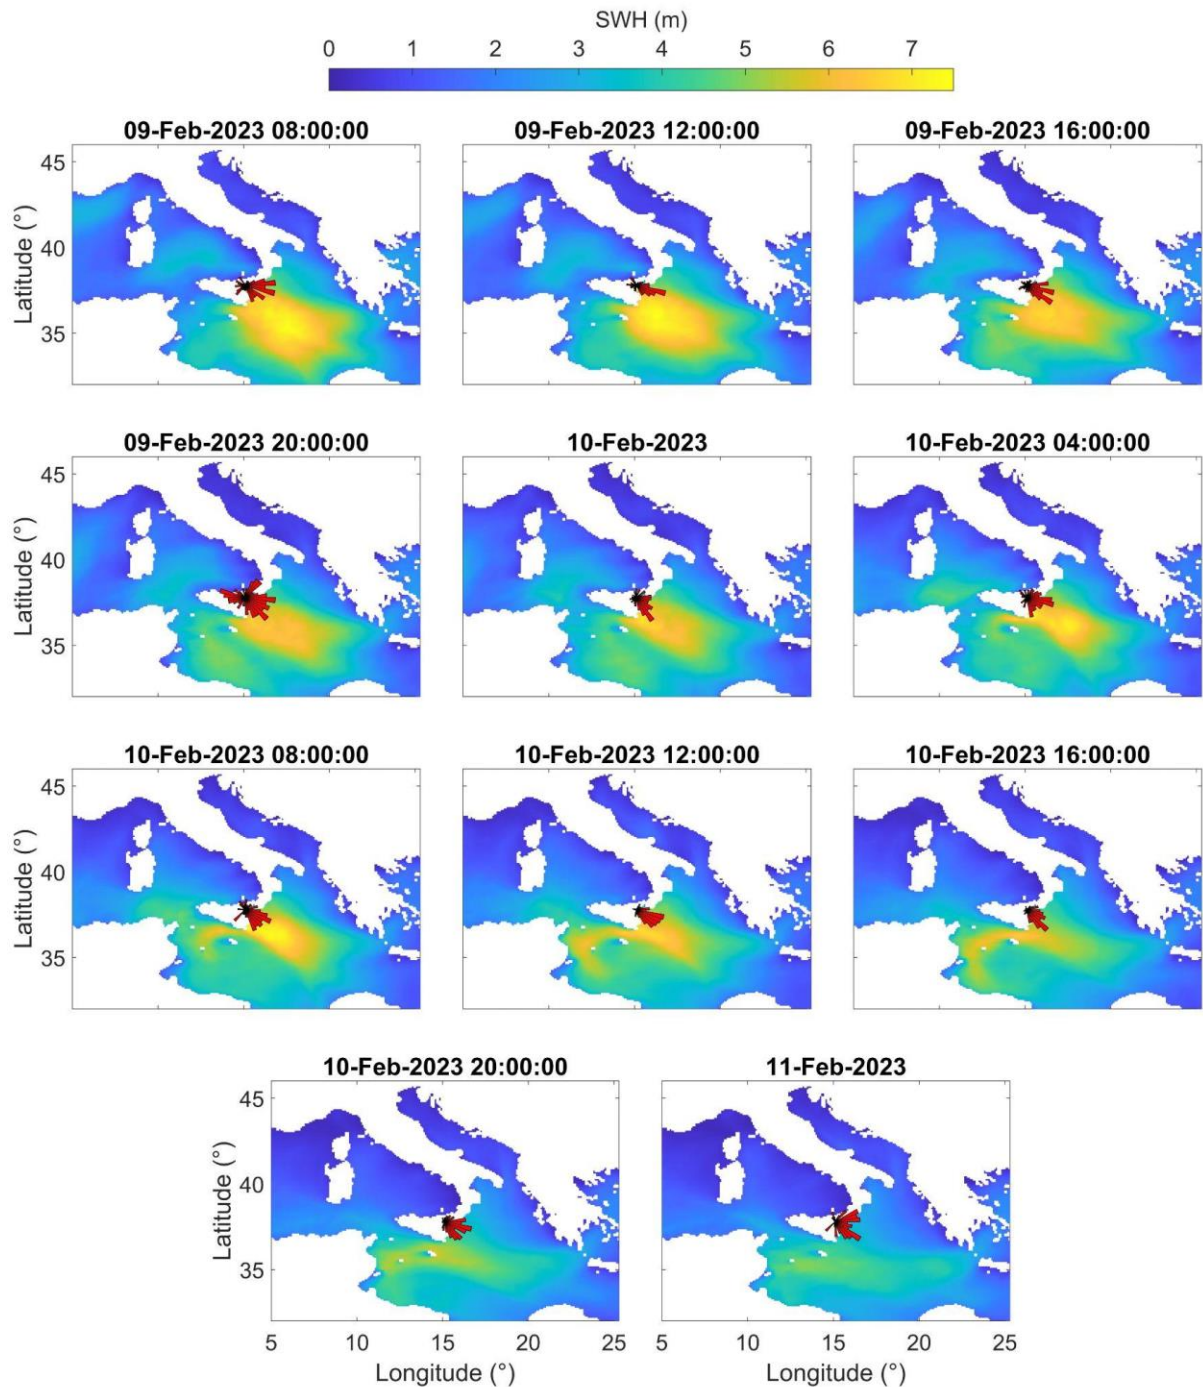 SWH (m)
0 1 2 3 4 5 6 7
09-Feb-2023 08:00:00 09-Feb-2023 12:00:00 09-Feb-2023 16:00:00
45
40
35
Latitude (°)
09-Feb-2023 20:00:00 10-Feb-2023 10-Feb-2023 04:00:00
45
40
35
Latitude (°)
10-Feb-2023 08:00:00 10-Feb-2023 12:00:00 10-Feb-2023 16:00:00
45
40
35
Latitude (°)
10-Feb-2023 20:00:00 11-Feb-2023
45
40
35
Latitude (°)
5 10 15 20 25 5 10 15 20 25
Longitude (°) Longitude (°)